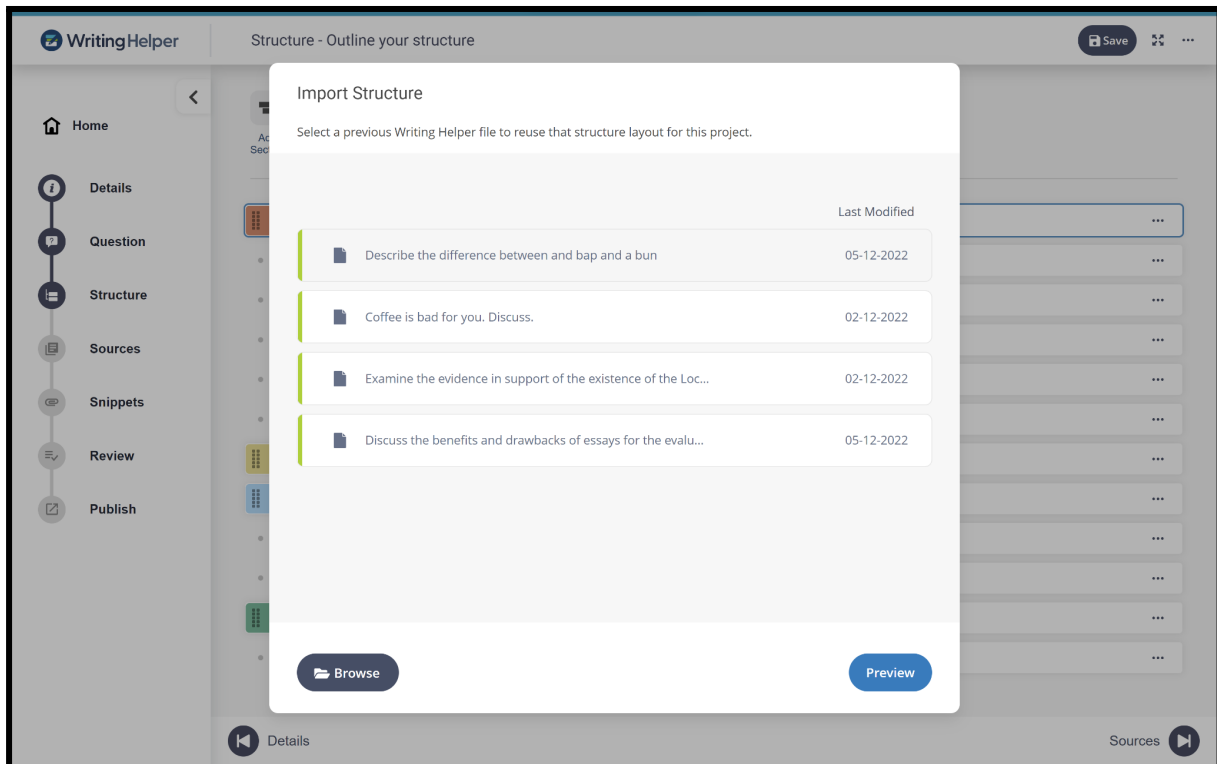 WritingHelper
Structure - Outline your structure
Save
Home
Details
Question
Structure
Sources
Snippets
Review
Publish
Import Structure
Select a previous Writing Helper file to reuse that structure layout for this project.
Last Modified
Describe the difference between and bap and a bun 05-12-2022
Coffee is bad for you. Discuss. 02-12-2022
Examine the evidence in support of the existence of the Loc... 02-12-2022
Discuss the benefits and drawbacks of essays for the evalu... 05-12-2022
Browse
Preview
Details
Sources